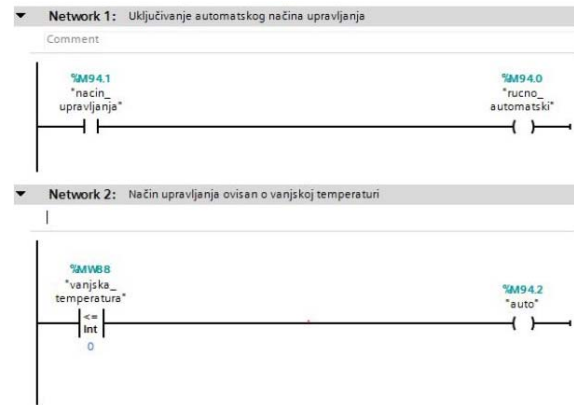 Network 1: Uključivanje automatskog načina upravljanja
Comment
%M94.1
"nacin_
upravljanja"
%M94.0
"rucno_
automatski"
Network 2: Način upravljanja ovisan o vanjskoj temperaturi
%MW88
"vanjska_
temperatura"
<=
Int
0
%M94.2
"auto"